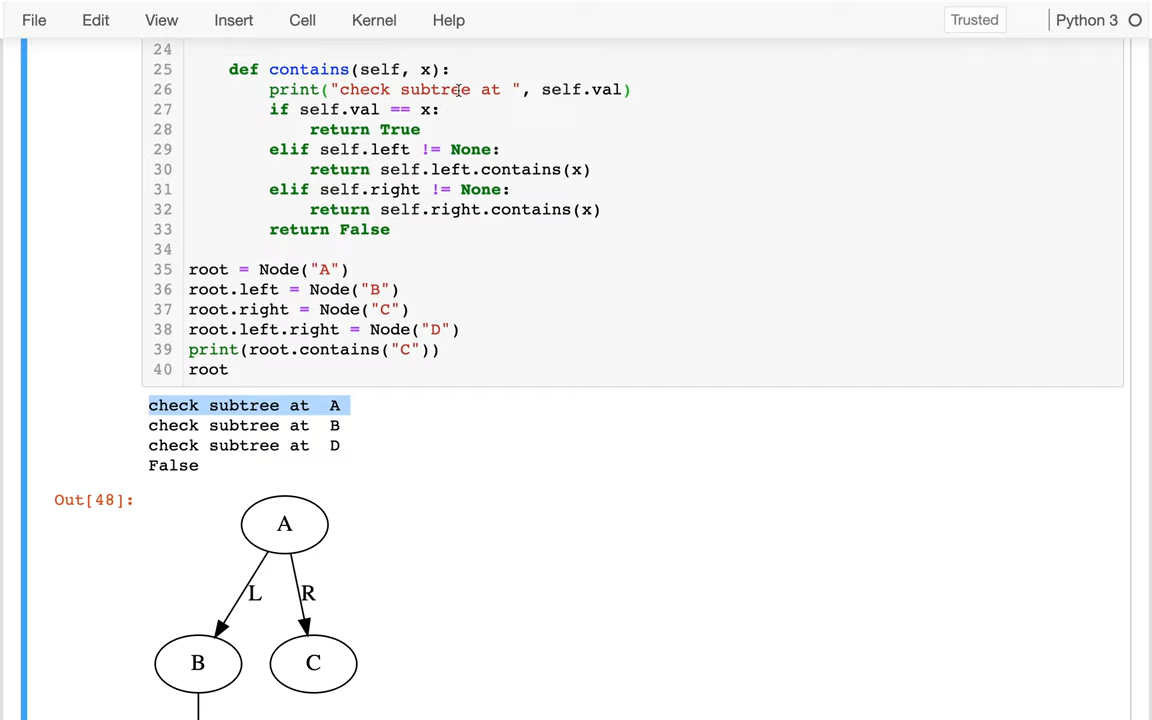 File Edit View Insert Cell Kernel Help Trusted Python 3
24
25     def contains(self, x):
26         print("check subtree at ", self.val)
27         if self.val == x:
28             return True
29         elif self.left != None:
30             return self.left.contains(x)
31         elif self.right != None:
32             return self.right.contains(x)
33         return False
34
35 root = Node("A")
36 root.left = Node("B")
37 root.right = Node("C")
38 root.left.right = Node("D")
39 print(root.contains("C"))
40 root
check subtree at  A
check subtree at  B
check subtree at  D
False
Out[48]:
A
L R
B C